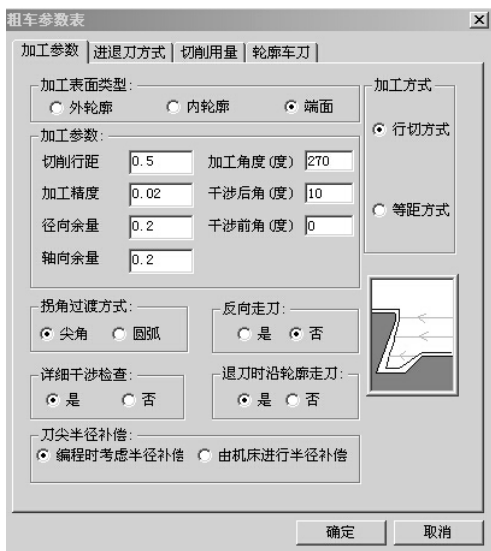 粗车参数表
加工参数 进退刀方式 切削用量 轮廓车刀
加工表面类型:
外轮廓 内轮廓 端面
加工方式
行切方式
等距方式
加工参数:
切削行距 0.5 加工角度(度) 270
加工精度 0.02 干涉后角(度) 10
径向余量 0.2 干涉前角(度) 0
轴向余量 0.2
拐角过渡方式: 反向走刀:
尖角 圆弧 是 否
详细干涉检查: 退刀时沿轮廓走刀:
是 否 是 否
刀尖半径补偿:
编程时考虑半径补偿 由机床进行半径补偿
确定 取消